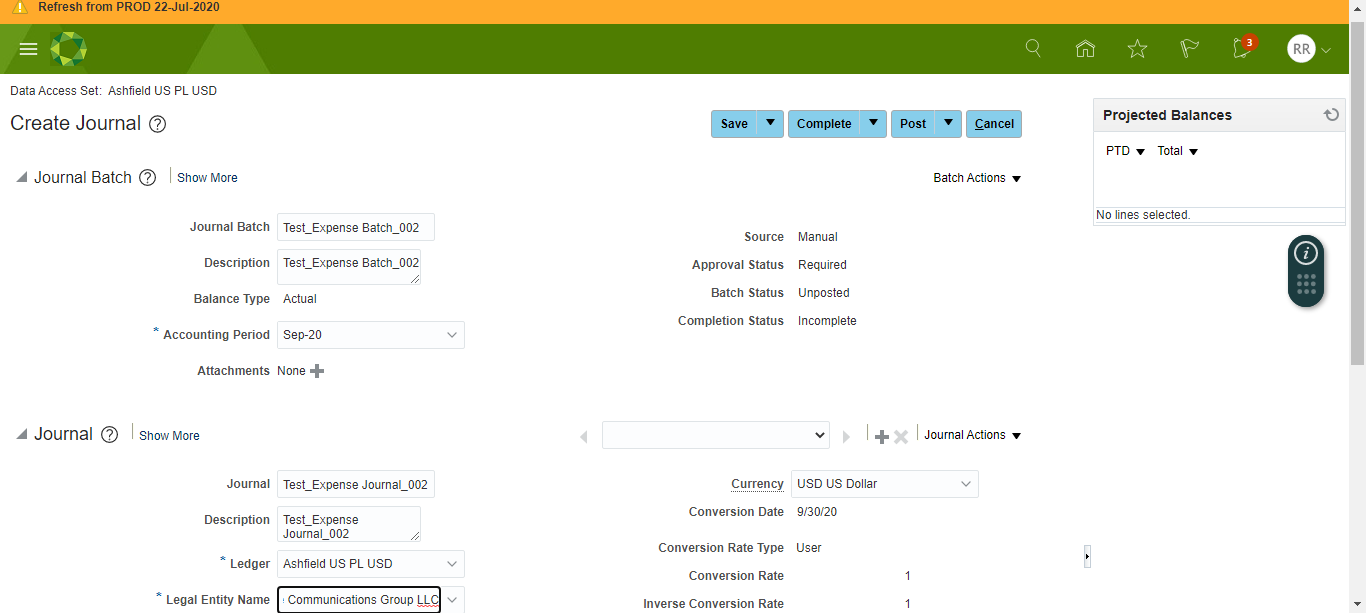 Refresh from PROD 22-Jul-2020
3
RR
Data Access Set: Ashfield US PL USD
Create Journal ?
Save Complete Post Cancel
Projected Balances
PTD Total
No lines selected.
Journal Batch ? Show More
Batch Actions
Journal Batch Test_Expense Batch_002
Description Test_Expense Batch_002
Balance Type Actual
* Accounting Period Sep-20
Attachments None
Source Manual
Approval Status Required
Batch Status Unposted
Completion Status Incomplete
i
Journal ? Show More
Journal Actions
Journal Test_Expense Journal_002
Description Test_Expense
Journal_002
* Ledger Ashfield US PL USD
* Legal Entity Name Communications Group LLC
Currency USD US Dollar
Conversion Date 9/30/20
Conversion Rate Type User
Conversion Rate 1
Inverse Conversion Rate 1